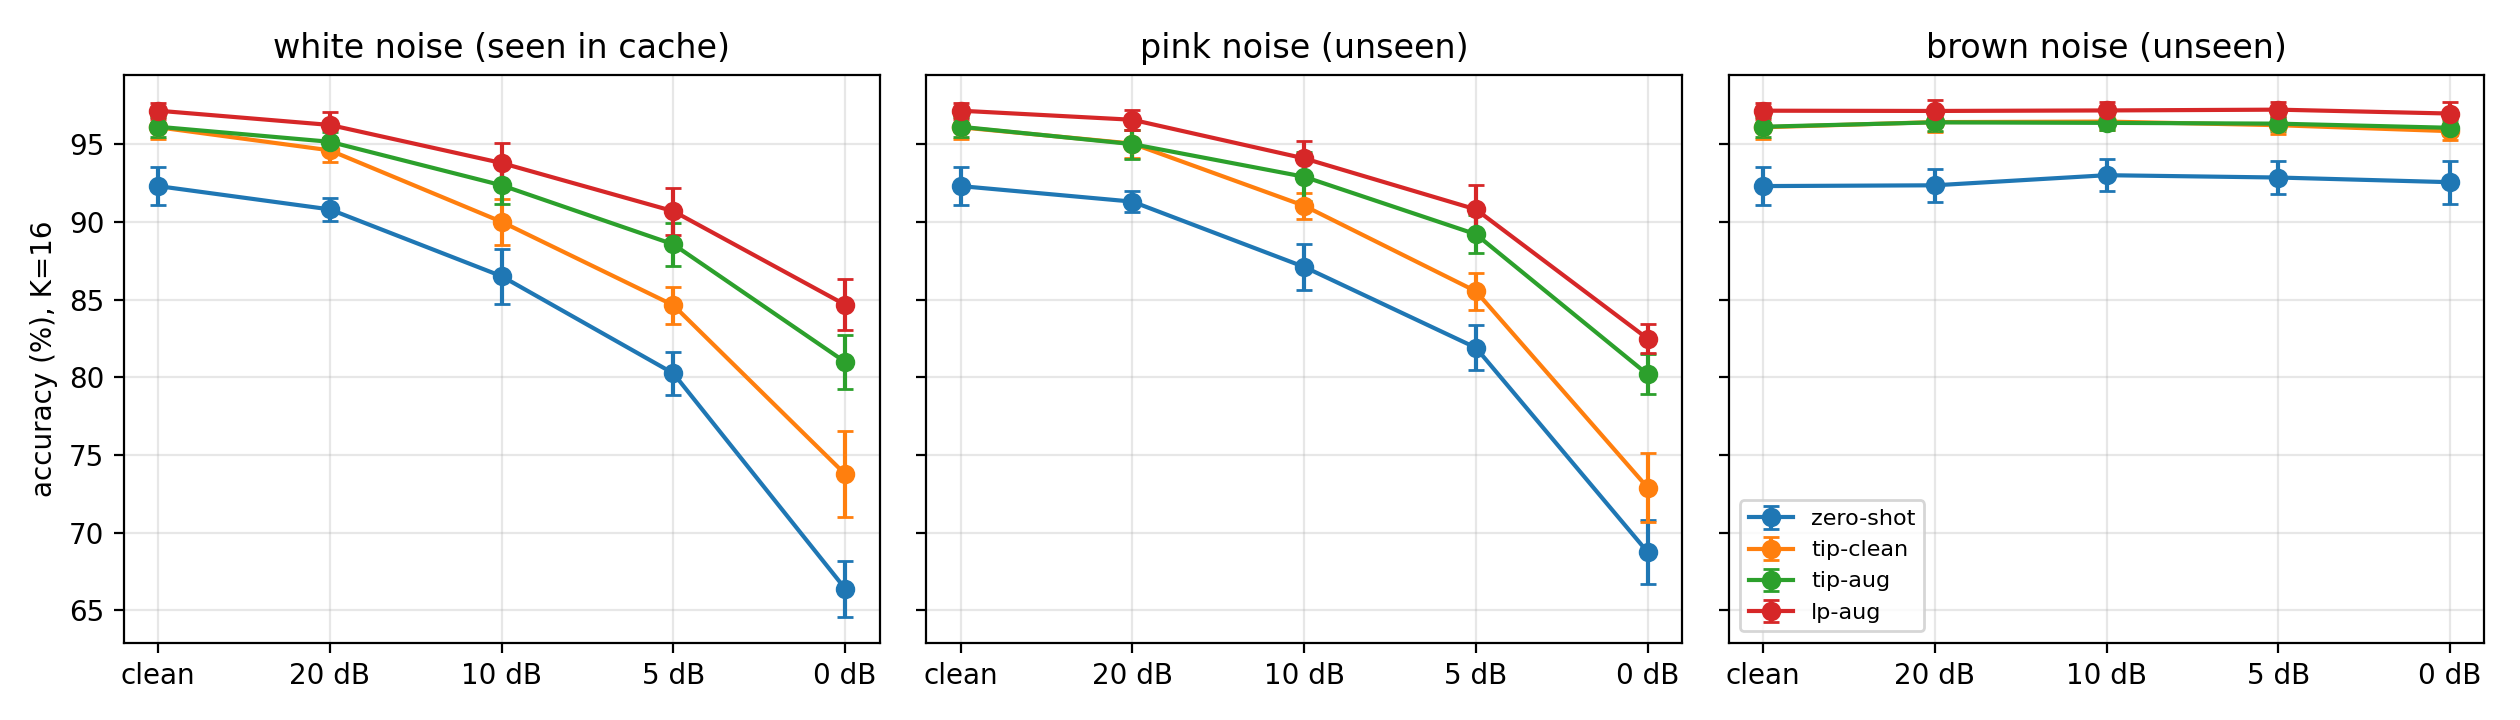 white noise (seen in cache)
pink noise (unseen)
brown noise (unseen)
accuracy (%), K=16
95
90
85
80
75
70
65
clean 20 dB 10 dB 5 dB 0 dB
clean 20 dB 10 dB 5 dB 0 dB
clean 20 dB 10 dB 5 dB 0 dB
zero-shot
tip-clean
tip-aug
lp-aug